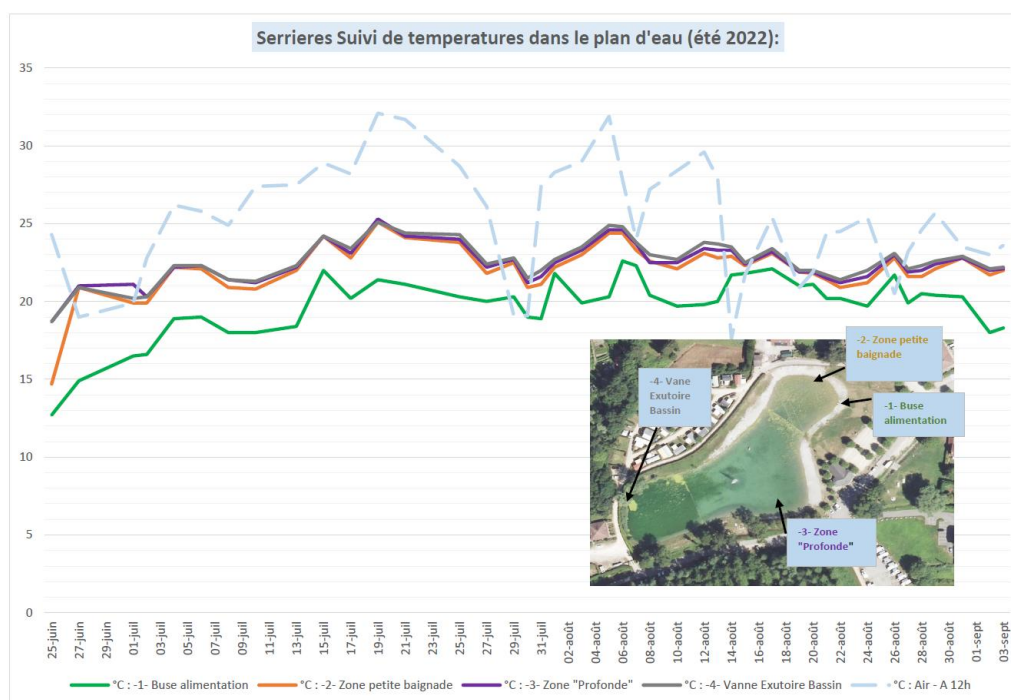 Serrieres Suivi de temperatures dans le plan d'eau (été 2022):
35
30
25
20
15
10
5
0
-2- Zone petite
baignade
-4- Vane
Exutoire
Bassin
-1- Buse
alimentation
-3- Zone
"Profonde"
25-juin
27-juin
29-juin
01-juil
03-juil
05-juil
07-juil
09-juil
11-juil
13-juil
15-juil
17-juil
19-juil
21-juil
23-juil
25-juil
27-juil
29-juil
31-juil
02-août
04-août
06-août
08-août
10-août
12-août
14-août
16-août
18-août
20-août
22-août
24-août
26-août
28-août
30-août
01-sept
03-sept
°C : -1- Buse alimentation
°C : -2- Zone petite baignade
°C : -3- Zone "Profonde"
°C : -4- Vanne Exutoire Bassin
°C : Air - A 12h